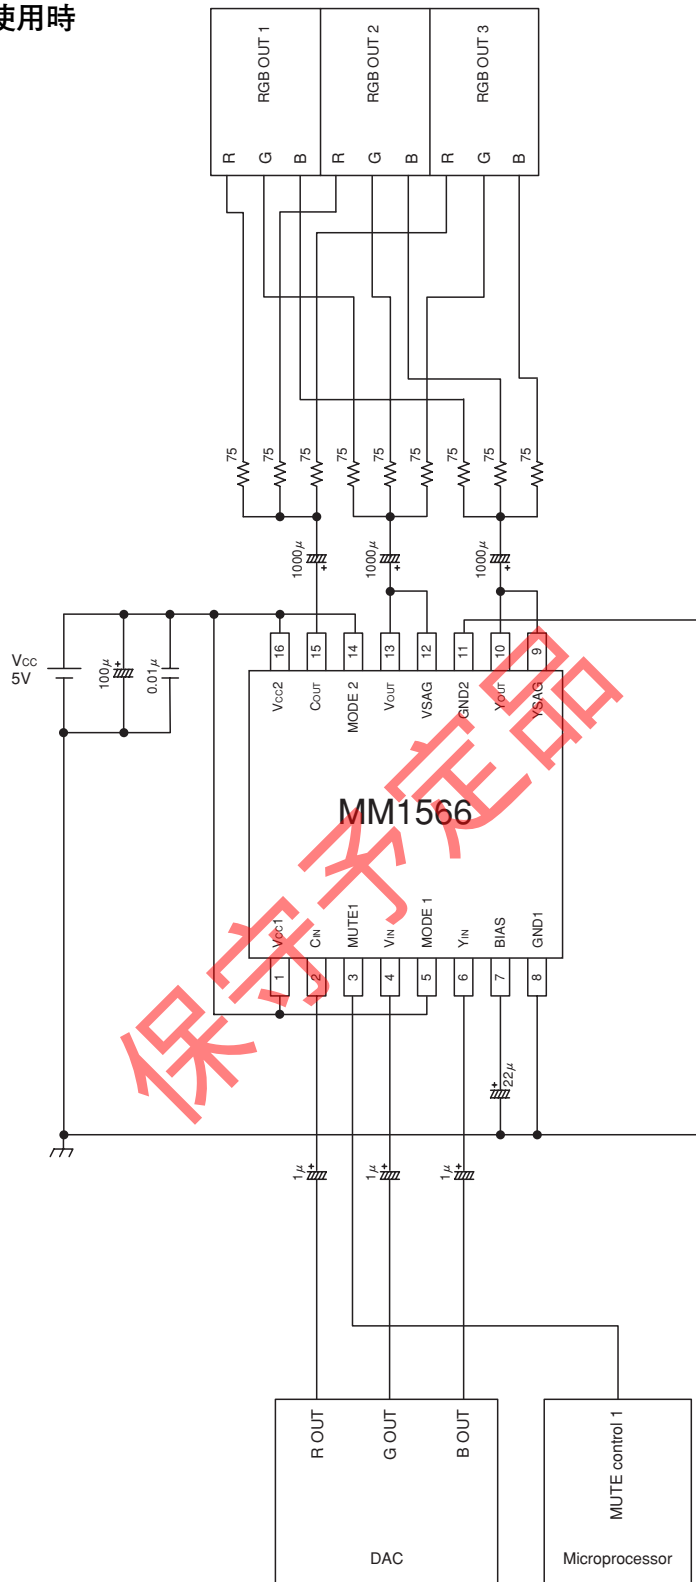 使用時
RGB OUT 1
RGB OUT 2
RGB OUT 3
R
G
B
R
G
B
R
G
B
75
75
75
75
75
75
75
75
75
1000μ
+
1000μ
+
1000μ
+
Vcc
5V
100μ
+
0.01μ
16
15
14
13
12
11
10
9
Vcc2
COUT
MODE 2
VOUT
VSAG
GND2
YOUT
YSAG
MM1566
Vcc1
CIN
MUTE1
VIN
MODE 1
YIN
BIAS
GND1
1
2
3
4
5
6
7
8
保守予定品
+
22μ
1μ
+
1μ
+
1μ
+
R OUT
G OUT
B OUT
DAC
MUTE control 1
Microprocessor